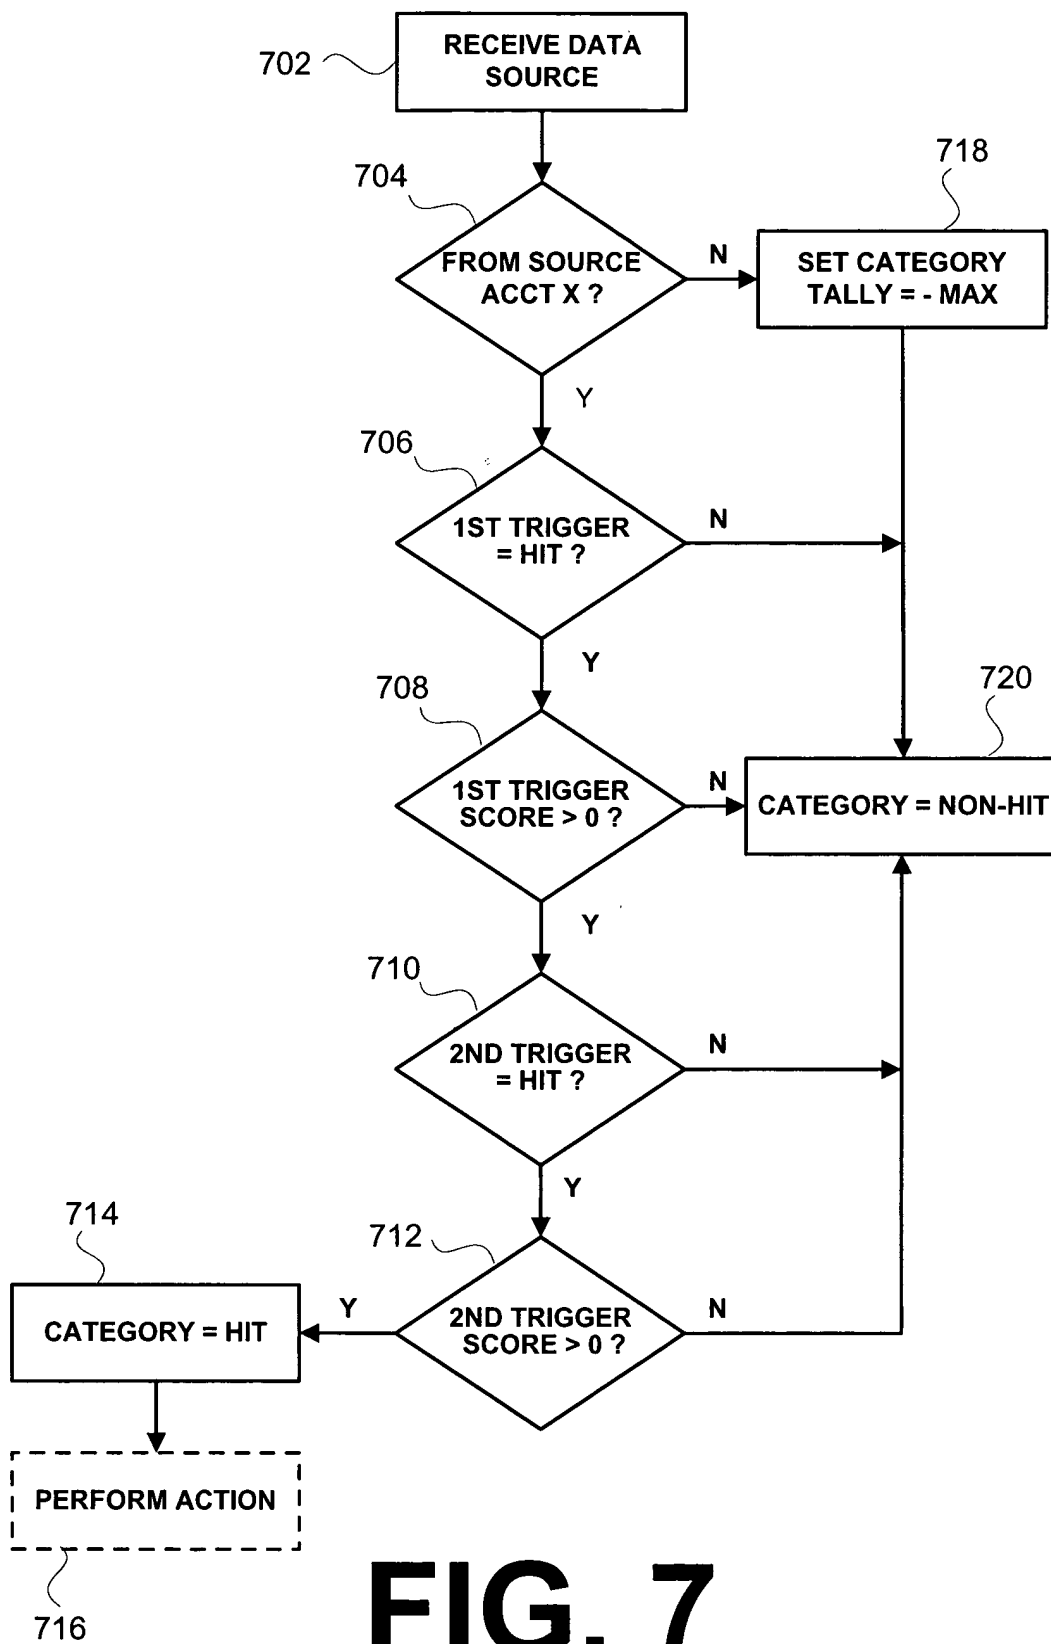 702
RECEIVE DATA
SOURCE
704
FROM SOURCE
ACCT X ?
N
718
SET CATEGORY
TALLY = - MAX
Y
706
1ST TRIGGER
= HIT ?
N
Y
708
1ST TRIGGER
SCORE > 0 ?
N
720
CATEGORY = NON-HIT
Y
710
2ND TRIGGER
= HIT ?
N
Y
712
2ND TRIGGER
SCORE > 0 ?
N
Y
714
CATEGORY = HIT
PERFORM ACTION
716
FIG. 7